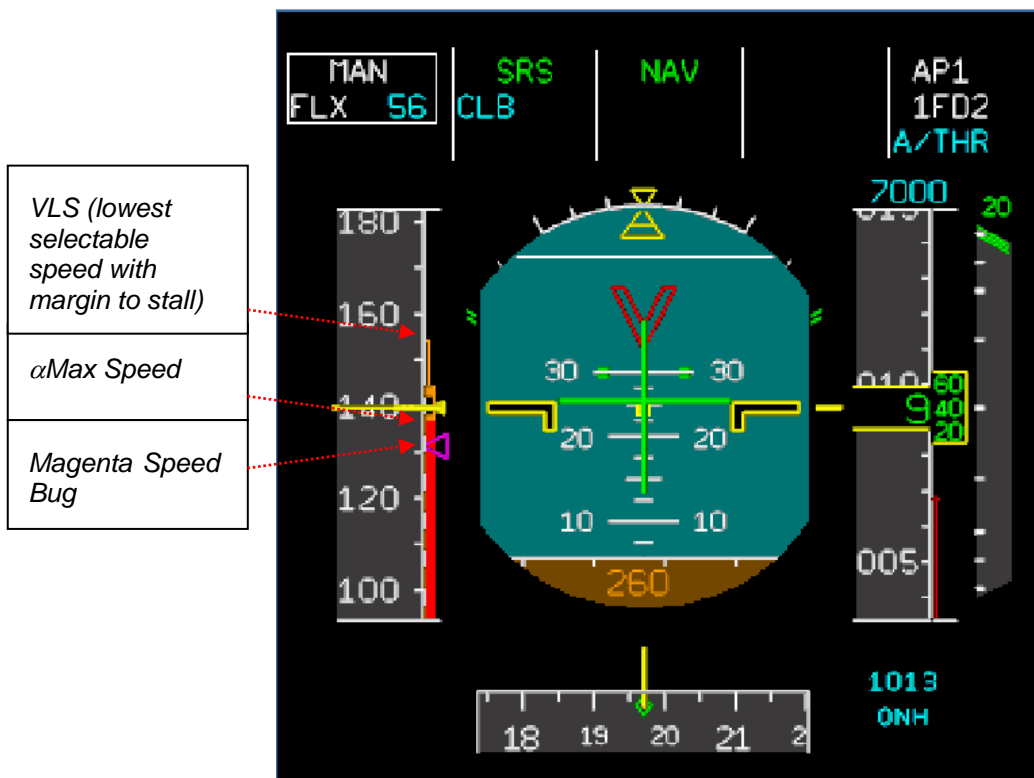 MAN SRS NAV AP1
FLX 56 CLB 1FD2
A/THR
7000
VLS (lowest
selectable
speed with
margin to stall)
αMax Speed
Magenta Speed
Bug
180
160
140
120
100
30 30
20 20
10 10
260
010
9
60
40
20
005
20
18 19 20 21 2
1013
QNH